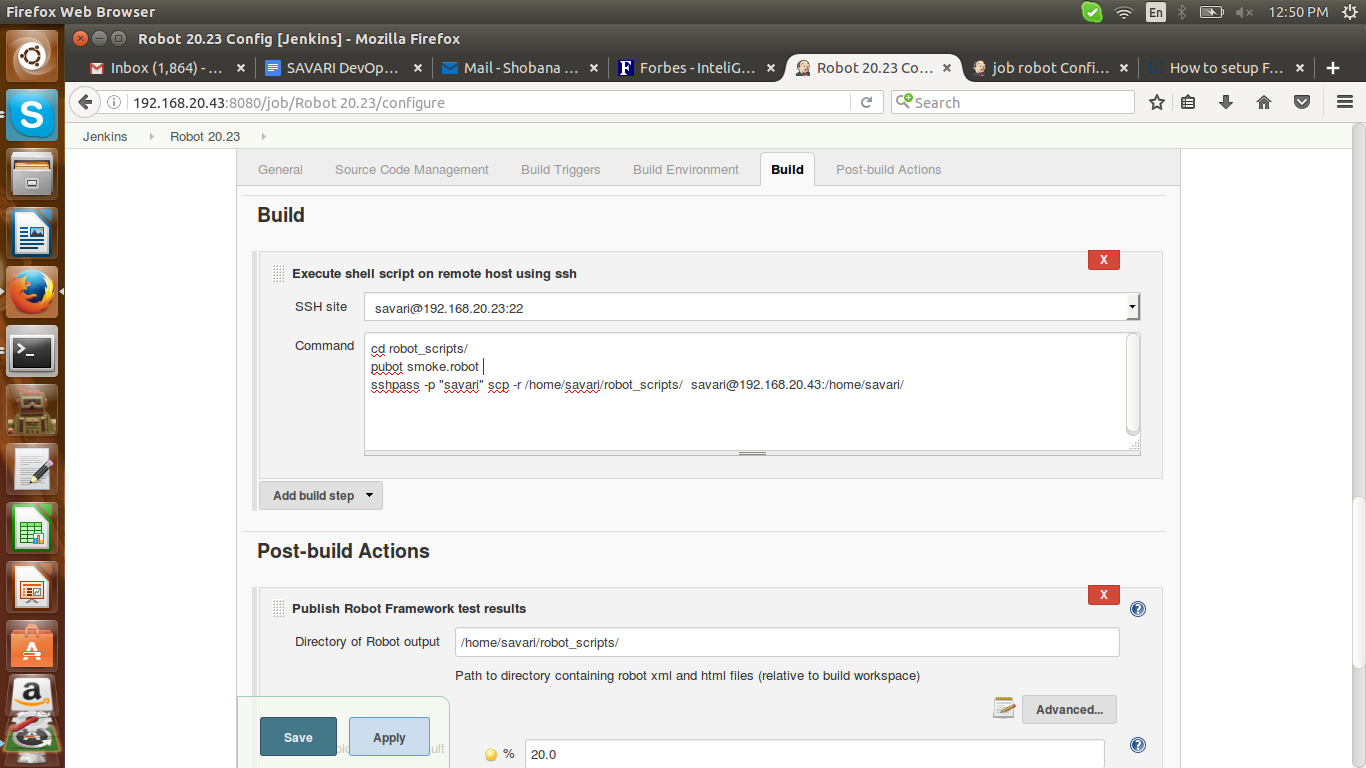 Firefox Web Browser
En
12:50 PM
Robot 20.23 Config [Jenkins] - Mozilla Firefox
Inbox (1,864) - ...
SAVARI DevOp...
Mail - Shobana ...
Forbes - InteliG...
Robot 20.23 Co...
job robot Confi...
How to setup F...
192.168.20.43:8080/job/Robot 20.23/configure
Search
Jenkins
Robot 20.23
General
Source Code Management
Build Triggers
Build Environment
Build
Post-build Actions
Build
X
Execute shell script on remote host using ssh
SSH site
savari@192.168.20.23:22
Command
cd robot_scripts/
pubot smoke.robot
sshpass -p "savari" scp -r /home/savari/robot_scripts/ savari@192.168.20.43:/home/savari/
Add build step
Post-build Actions
X
Publish Robot Framework test results
Directory of Robot output
/home/savari/robot_scripts/
Path to directory containing robot xml and html files (relative to build workspace)
Advanced...
Save
Apply
%
20.0